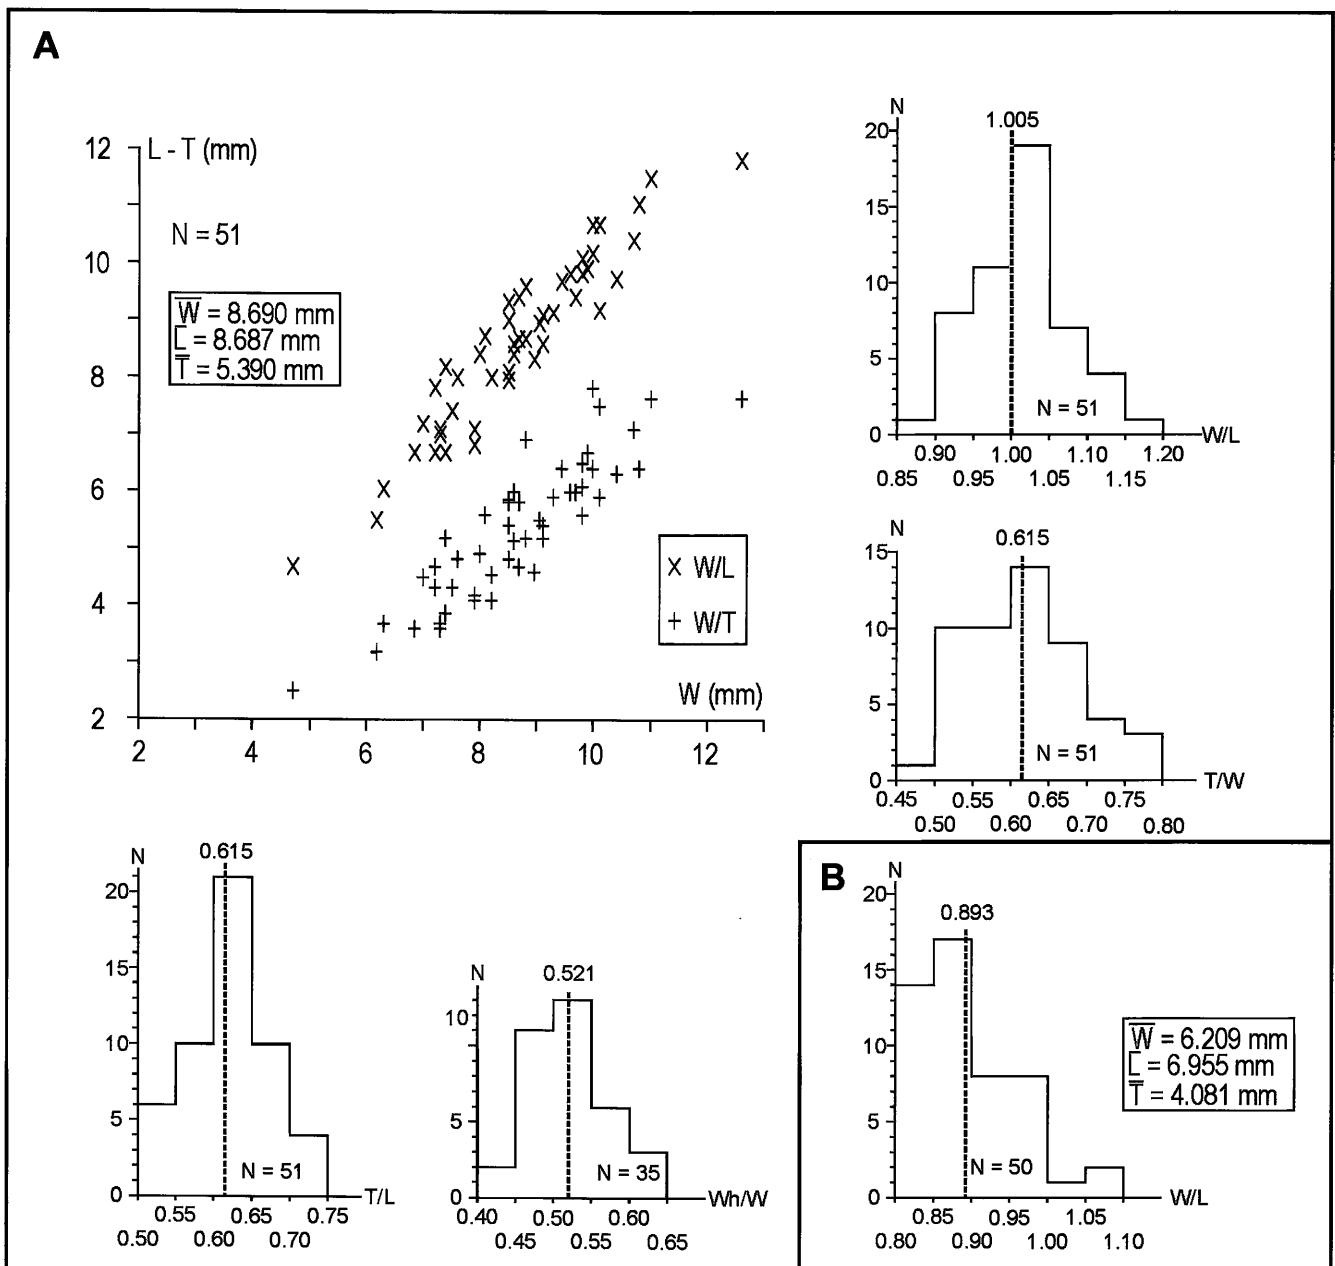 A
12 L - T (mm)
N = 51
10
W̅ = 8.690 mm
L̅ = 8.687 mm
T̅ = 5.390 mm
8
6
X W/L
+ W/T
4
W (mm)
2
2 4 6 8 10 12
N
1.005
20
15
10
5
N = 51
0
W/L
0.90 1.00 1.10 1.20
0.85 0.95 1.05 1.15
N
0.615
15
10
5
N = 51
0
T/W
0.45 0.55 0.65 0.75
0.50 0.60 0.70 0.80
N
0.615
20
15
10
5
N = 51
0
T/L
0.55 0.65 0.75
0.50 0.60 0.70
N
0.521
10
5
N = 35
0
Wh/W
0.40 0.50 0.60
0.45 0.55 0.65
B
N
20
0.893
15
10
W̅ = 6.209 mm
L̅ = 6.955 mm
T̅ = 4.081 mm
5
N = 50
0
W/L
0.85 0.95 1.05
0.80 0.90 1.00 1.10